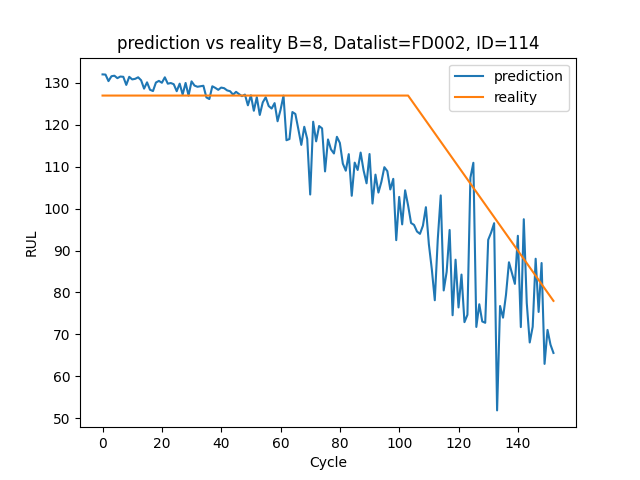 prediction vs reality B=8, Datalist=FD002, ID=114
prediction
reality
RUL
130
120
110
100
90
80
70
60
50
0 20 40 60 80 100 120 140
Cycle